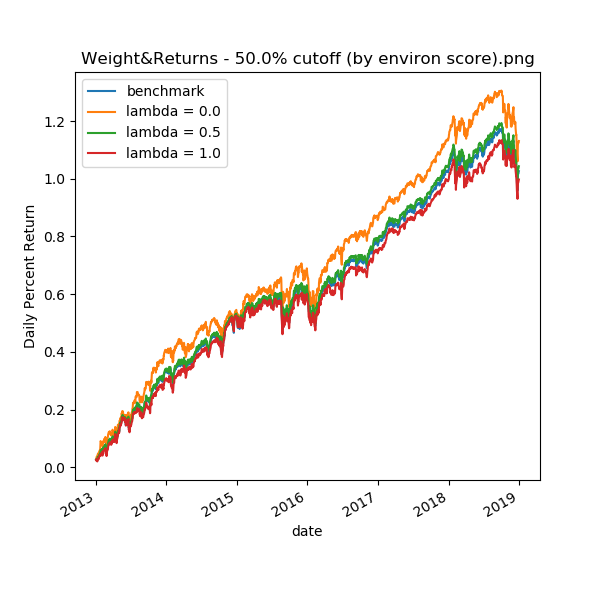 Weight&Returns - 50.0% cutoff (by environ score).png
benchmark
lambda = 0.0
lambda = 0.5
lambda = 1.0
Daily Percent Return
1.2
1.0
0.8
0.6
0.4
0.2
0.0
2013
2014
2015
2016
2017
2018
2019
date